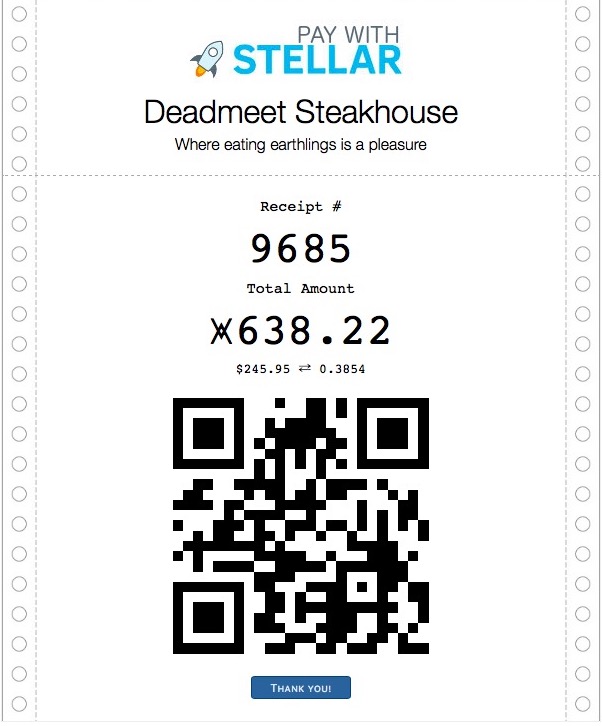 PAY WITH
STELLAR
Deadmeet Steakhouse
Where eating earthlings is a pleasure
Receipt #
9685
Total Amount
ӿ638.22
$245.95 ⇄ 0.3854
THANK YOU!